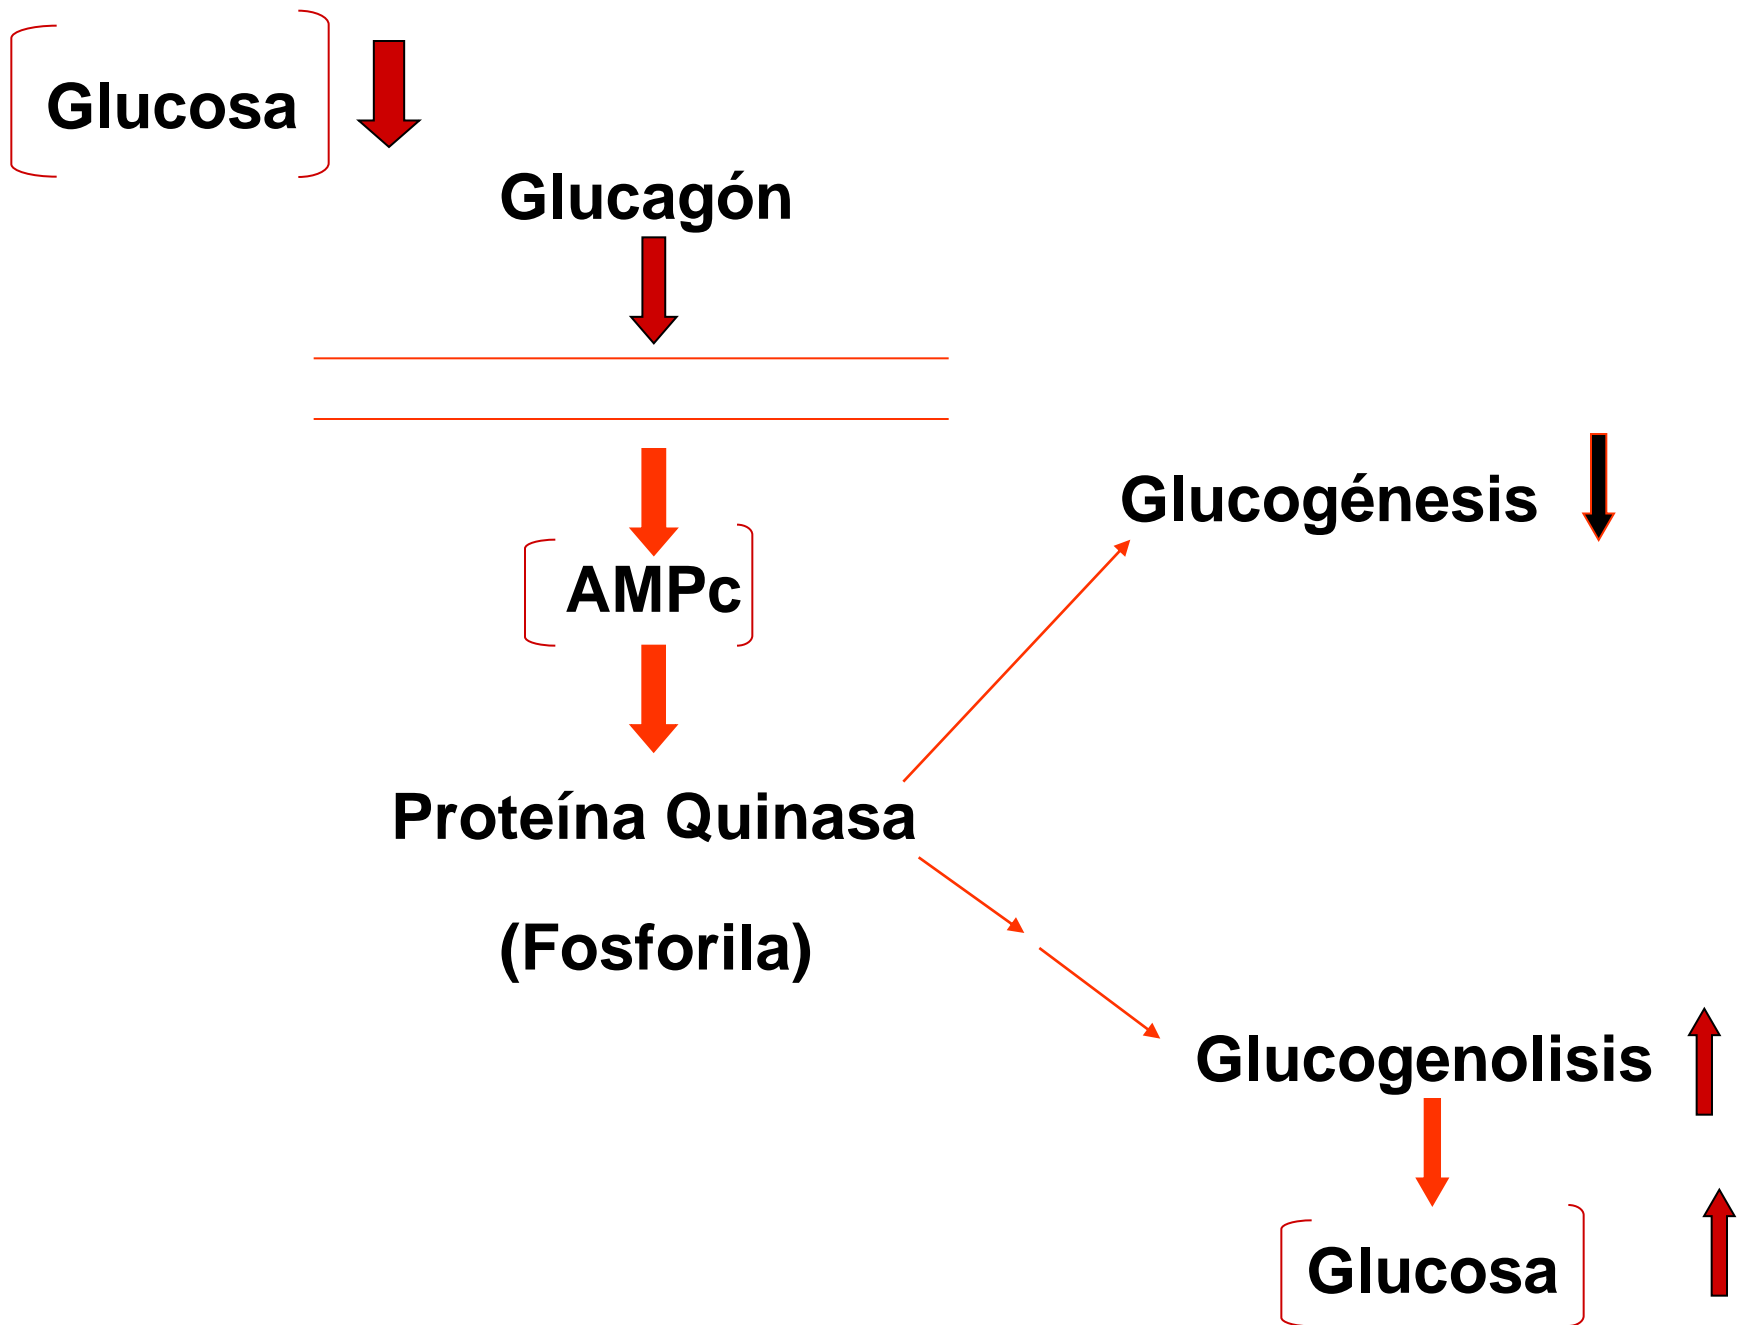 Glucosa
Glucagón
Glucogénesis
AMPc
Proteína Quinasa
(Fosforila)
Glucogenolisis
Glucosa